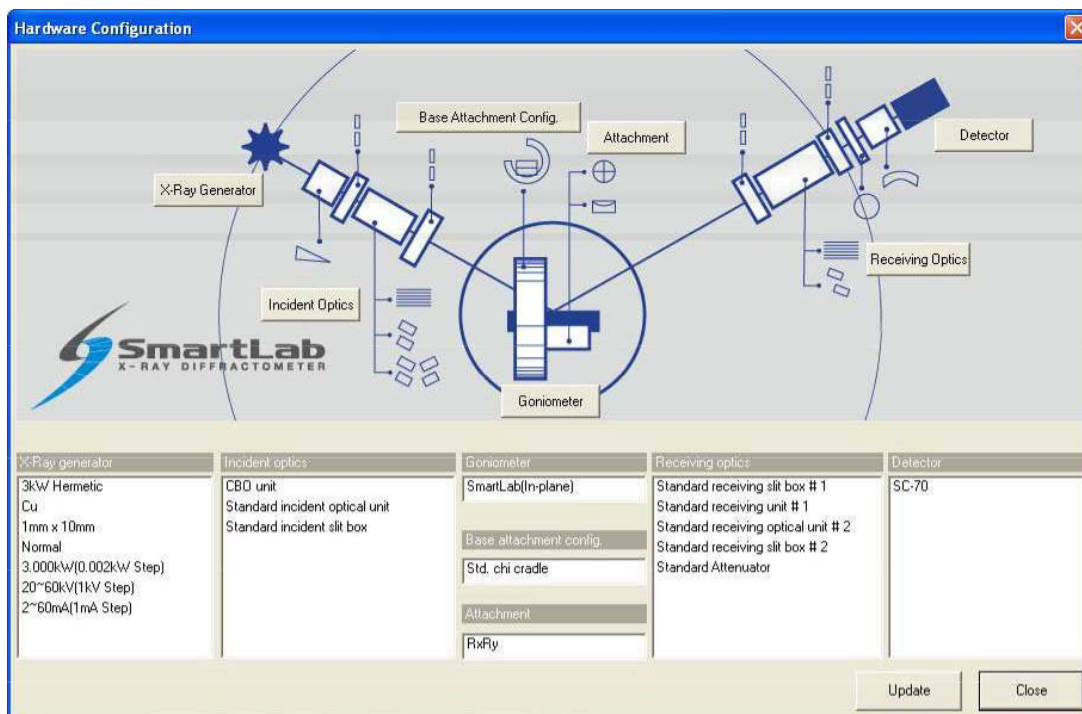 Hardware Configuration
Base Attachment Config.
Attachment
Detector
X-Ray Generator
Receiving Optics
Incident Optics
SmartLab
X-RAY DIFFRACTOMETER
Goniometer
X-Ray generator
3kW Hermetic
Cu
1mm x 10mm
Normal
3.000kW(0.002kW Step)
20~60kV(1kV Step)
2~60mA(1mA Step)
Incident optics
CBO unit
Standard incident optical unit
Standard incident slit box
Goniometer
SmartLab(In-plane)
Base attachment config.
Std. chi cradle
Attachment
RxRy
Receiving optics
Standard receiving slit box # 1
Standard receiving unit # 1
Standard receiving optical unit # 2
Standard receiving slit box # 2
Standard Attenuator
Detector
SC-70
Update
Close